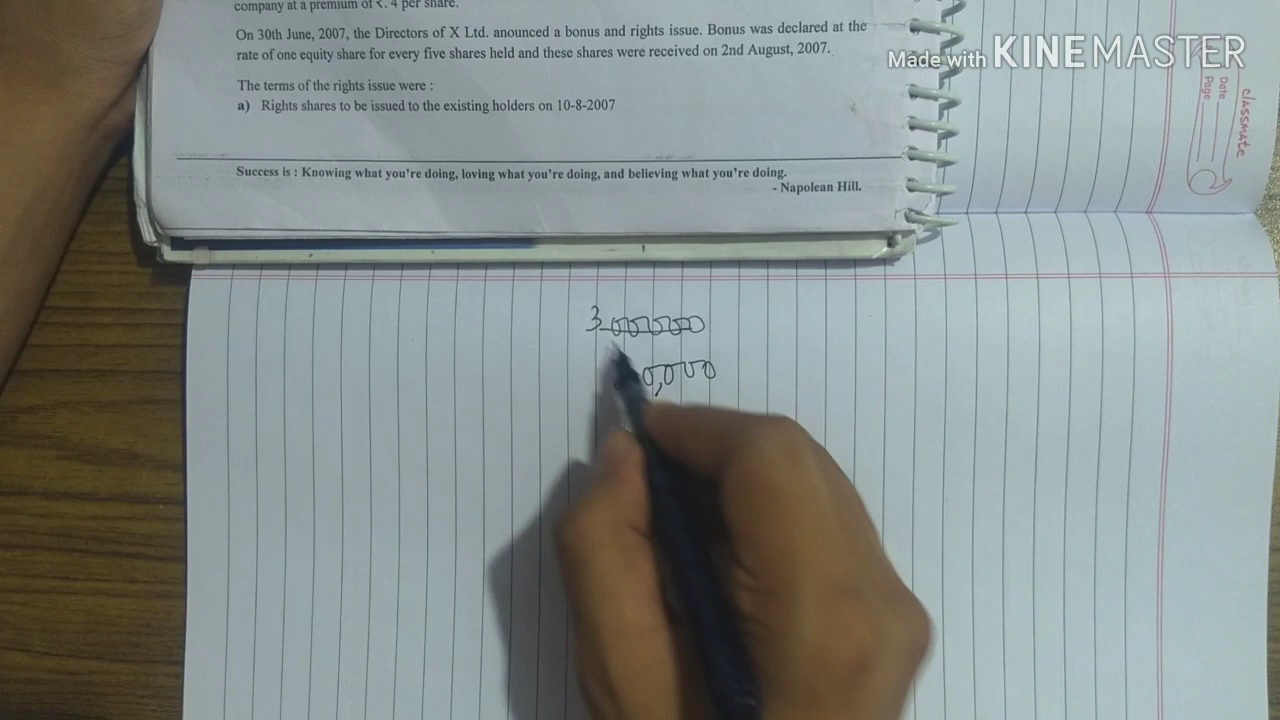 company at a premium of ₹. 4 per share.
On 30th June, 2007, the Directors of X Ltd. anounced a bonus and rights issue. Bonus was declared at the
rate of one equity share for every five shares held and these shares were received on 2nd August, 2007.
The terms of the rights issue were :
a) Rights shares to be issued to the existing holders on 10-8-2007
Success is : Knowing what you're doing, loving what you're doing, and believing what you're doing.
- Napolean Hill.
Made with KINEMASTER
classmate
Date
Page